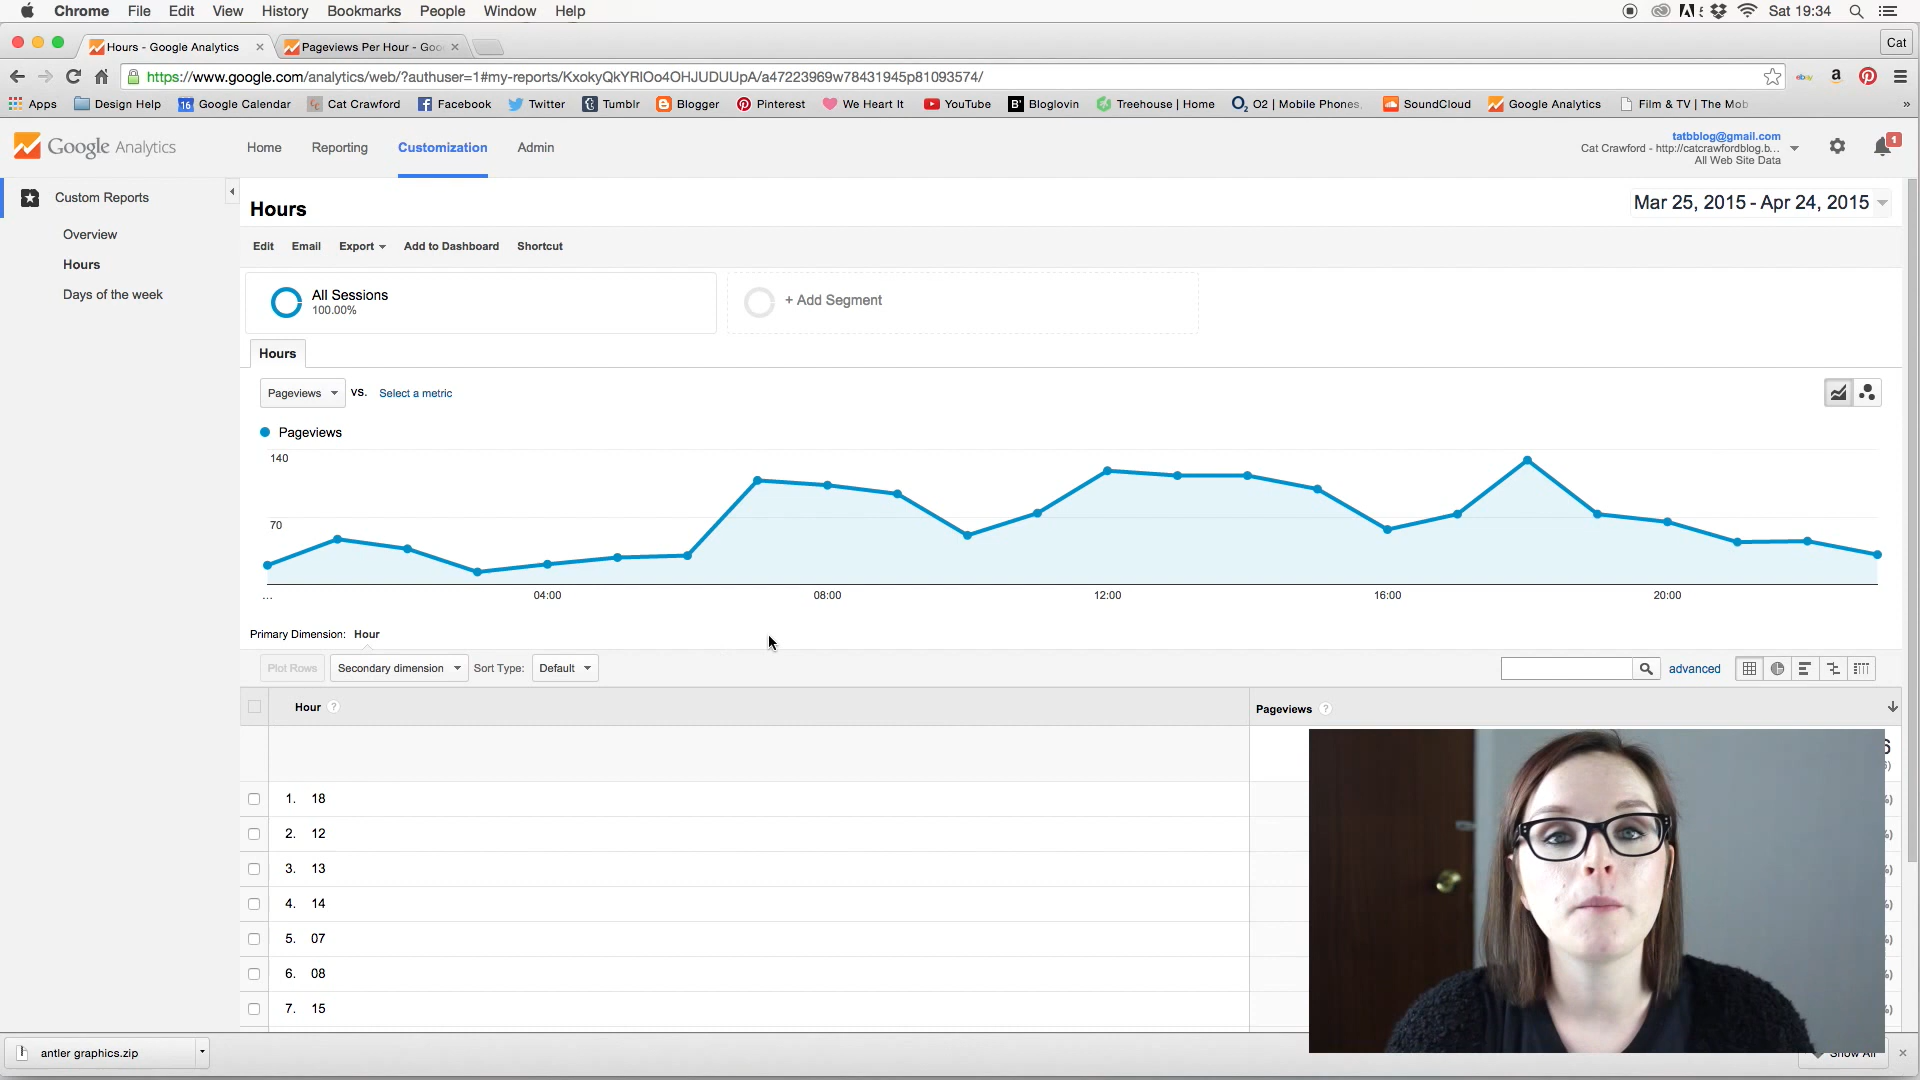 Chrome File Edit View History Bookmarks People Window Help Sat 19:34
Hours - Google Analytics Pageviews Per Hour - Goo Cat
https://www.google.com/analytics/web/?authuser=1#my-reports/KxokyQkYRIOo4OHJUDUUpA/a47223969w78431945p81093574/
Apps Design Help 16 Google Calendar Cat Crawford Facebook Twitter Tumblr Blogger Pinterest We Heart It YouTube Bloglovin Treehouse | Home O2 | Mobile Phones, SoundCloud Google Analytics Film & TV | The Mob »
Google Analytics Home Reporting Customization Admin
tatbblog@gmail.com
Cat Crawford - http://catcrawfordblog.b...
All Web Site Data
1
Custom Reports
Overview
Hours
Days of the week
Hours
Mar 25, 2015 - Apr 24, 2015
Edit Email Export Add to Dashboard Shortcut
All Sessions
100.00%
+ Add Segment
Hours
Pageviews VS. Select a metric
Pageviews
140
70
... 04:00 08:00 12:00 16:00 20:00
Primary Dimension: Hour
Plot Rows Secondary dimension Sort Type: Default advanced
Hour ? Pageviews ?
1. 18
2. 12
3. 13
4. 14
5. 07
6. 08
7. 15
antler graphics.zip
Show All